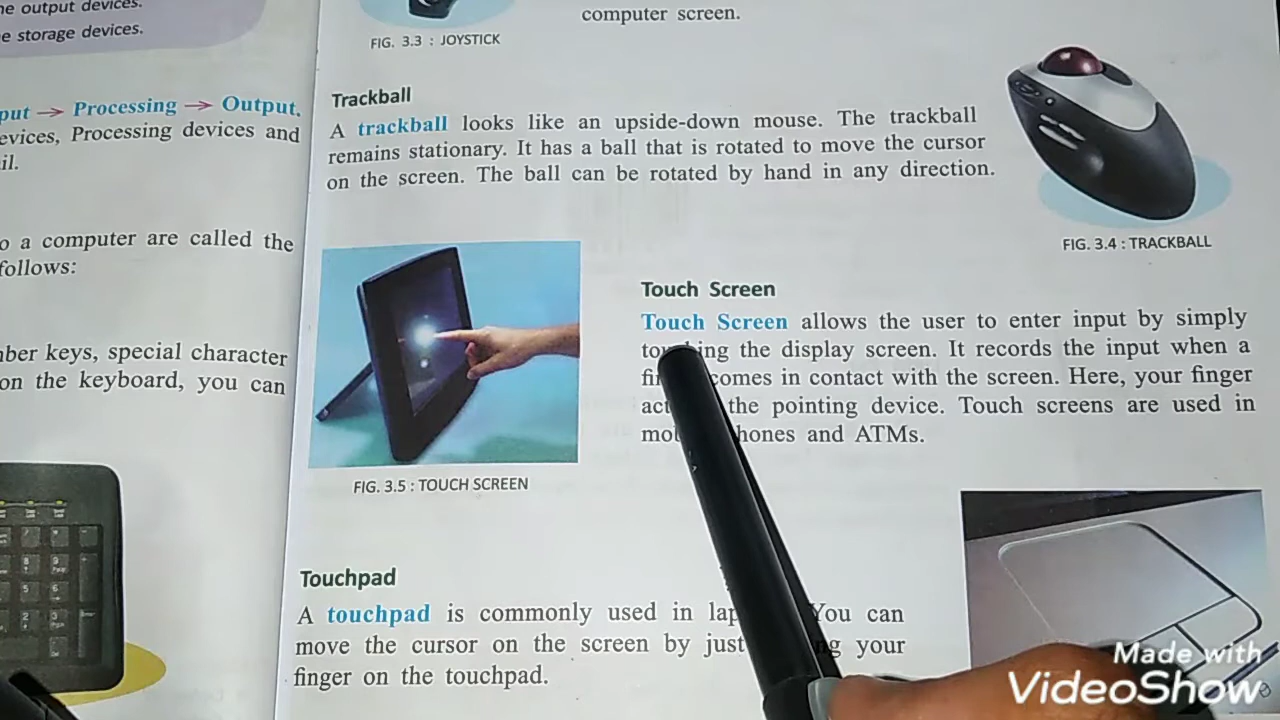 he output devices.
e storage devices.
put → Processing → Output.
evices, Processing devices and
il.
o a computer are called the
follows:
ber keys, special character
on the keyboard, you can
computer screen.
FIG. 3.3 : JOYSTICK
Trackball
A trackball looks like an upside-down mouse. The trackball
remains stationary. It has a ball that is rotated to move the cursor
on the screen. The ball can be rotated by hand in any direction.
FIG. 3.4 : TRACKBALL
FIG. 3.5 : TOUCH SCREEN
Touch Screen
Touch Screen allows the user to enter input by simply
the display screen. It records the input when a
comes in contact with the screen. Here, your finger
the pointing device. Touch screens are used in
and ATMs.
Touchpad
A touchpad is commonly used in You can
move the cursor on the screen by just your
finger on the touchpad.
Made with
VideoShow